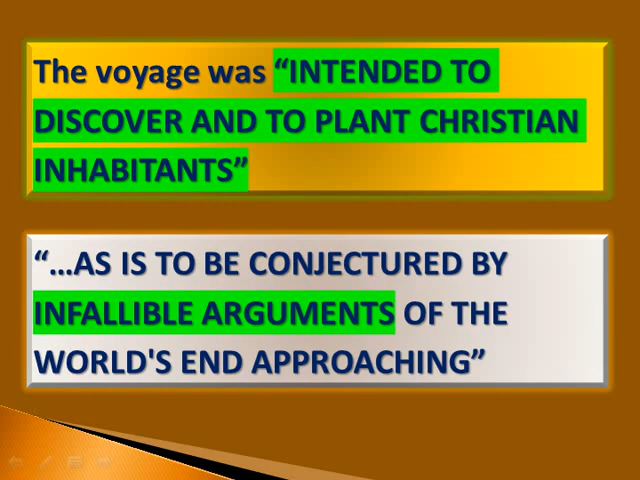 The voyage was “INTENDED TO
DISCOVER AND TO PLANT CHRISTIAN
INHABITANTS”
“…AS IS TO BE CONJECTURED BY
INFALLIBLE ARGUMENTS OF THE
WORLD'S END APPROACHING”